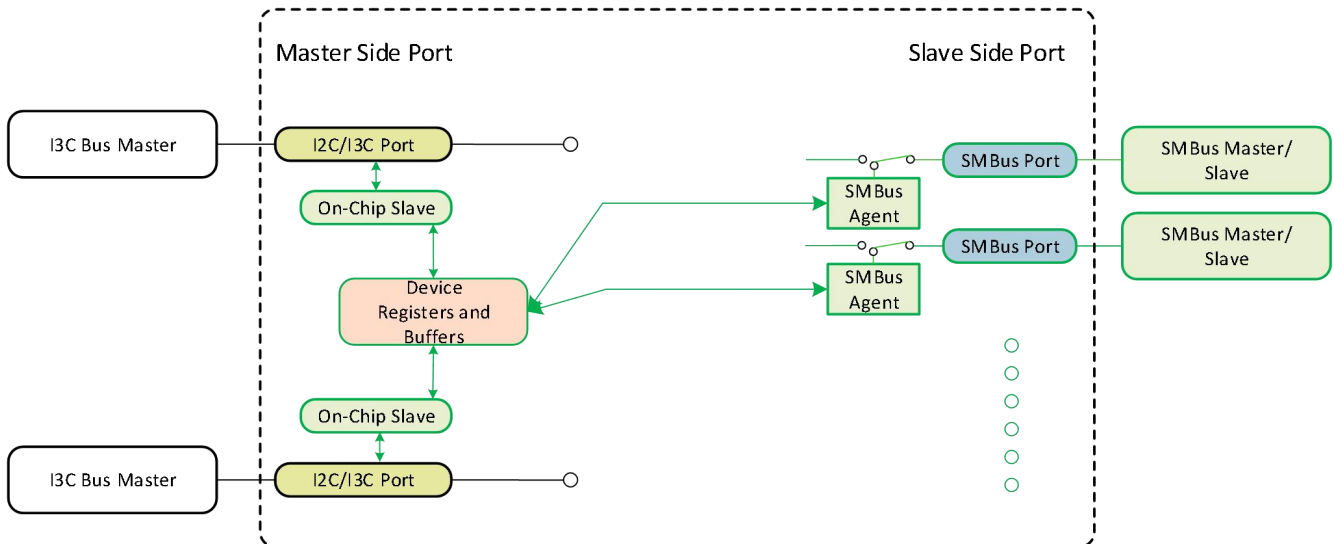 Master Side Port
Slave Side Port
I3C Bus Master
I2C/I3C Port
On-Chip Slave
Device
Registers and
Buffers
On-Chip Slave
I3C Bus Master
I2C/I3C Port
SMBus
Agent
SMBus Port
SMBus Master/
Slave
SMBus
Agent
SMBus Port
SMBus Master/
Slave